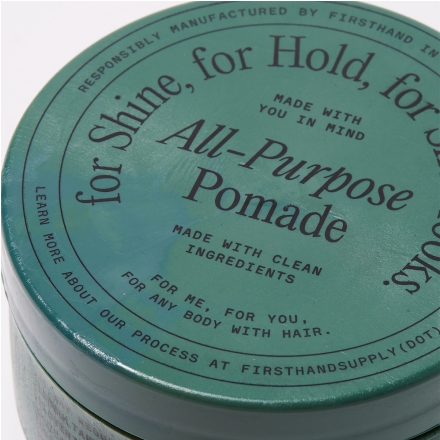 RESPONSIBLY MANUFACTURED BY FIRSTHAND IN
for Shine, for Hold, for
MADE WITH
YOU IN MIND
All-Purpose
Pomade
MADE WITH CLEAN
INGREDIENTS
FOR ME, FOR YOU,
FOR ANY BODY WITH HAIR.
LEARN MORE ABOUT OUR PROCESS AT FIRSTHANDSUPPLY(DOT)